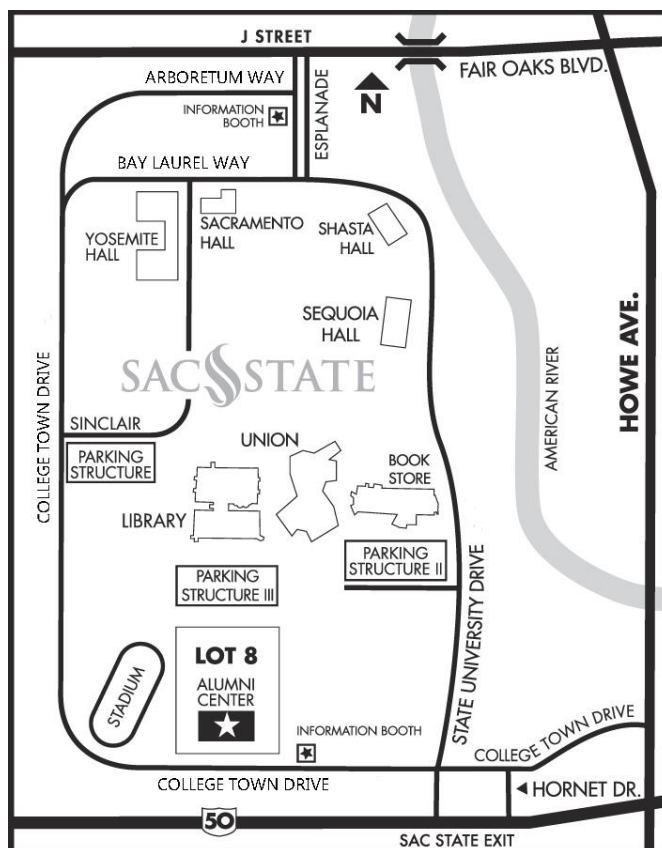 J STREET
FAIR OAKS BLVD.
ARBORETUM WAY
N
INFORMATION
BOOTH
ESPLANADE
BAY LAUREL WAY
YOSEMITE
HALL
SACRAMENTO
HALL
SHASTA
HALL
SEQUOIA
HALL
HOWE AVE.
AMERICAN RIVER
SAC STATE
COLLEGE TOWN DRIVE
SINCLAIR
PARKING
STRUCTURE
UNION
BOOK
STORE
LIBRARY
PARKING
STRUCTURE II
PARKING
STRUCTURE III
STATE UNIVERSITY DRIVE
LOT 8
ALUMNI
CENTER
STADIUM
INFORMATION BOOTH
COLLEGE TOWN DRIVE
COLLEGE TOWN DRIVE
HORNET DR.
50
SAC STATE EXIT